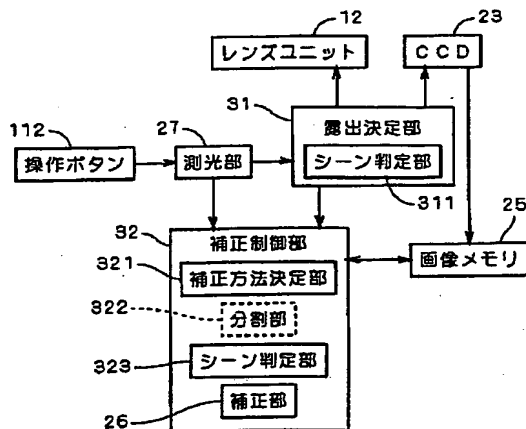 12
23
レンズユニット
CCD
31
露出決定部
112
27
操作ボタン
測光部
シーン判定部
311
25
32
補正制御部
画像メモリ
321
補正方法決定部
322
分割部
323
シーン判定部
26
補正部